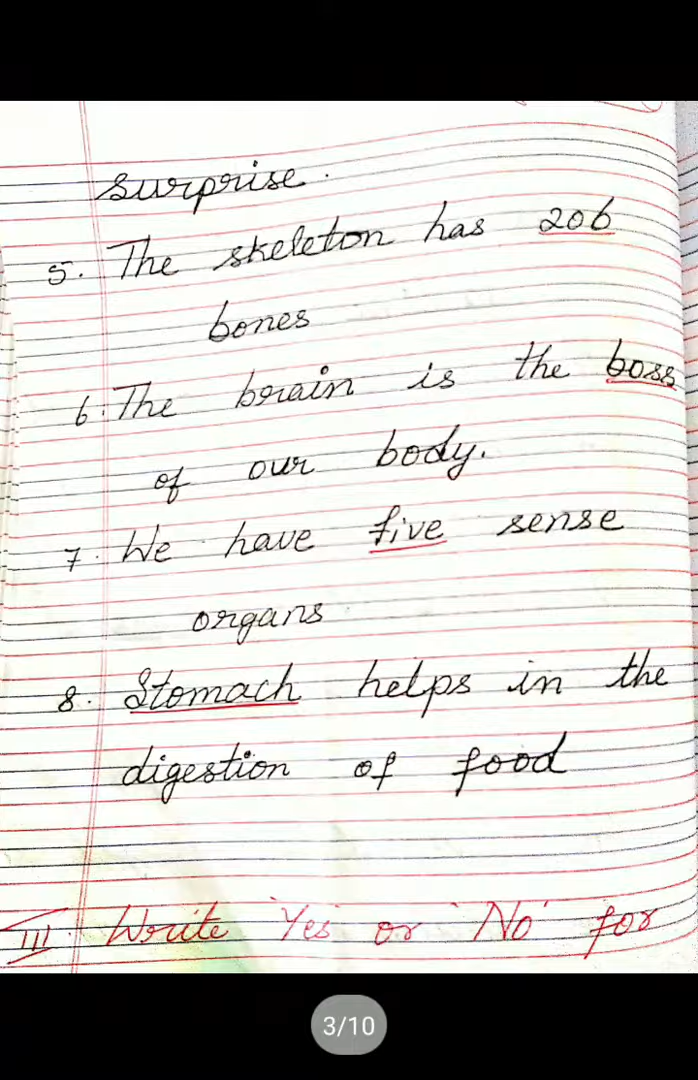 surprise.
5. The skeleton has 206
bones
6. The brain is the boss
of our body.
7. We have five sense
organs
8. Stomach helps in the
digestion of food
III Write 'Yes' or 'No' for
3/10